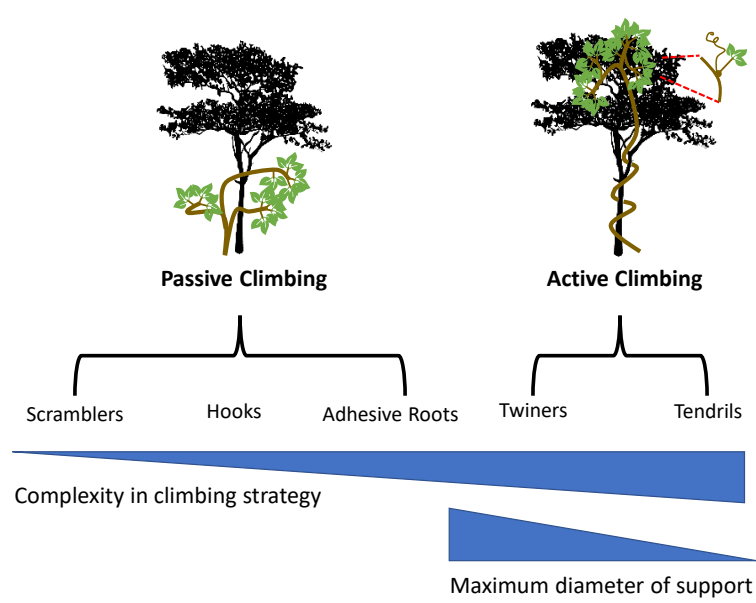 Passive Climbing
Active Climbing
Scramblers
Hooks
Adhesive Roots
Twiners
Tendrils
Complexity in climbing strategy
Maximum diameter of support